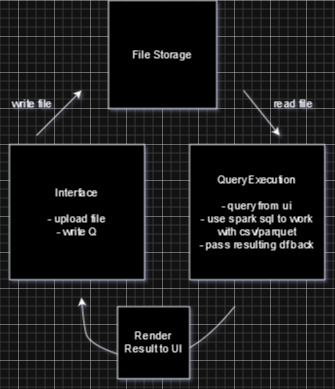 File Storage
write file
read file
Interface
- upload file
- write Q
Query Execution
- query from ui
- use spark sql to work
with csv/parquet
- pass resulting df back
Render
Result to UI